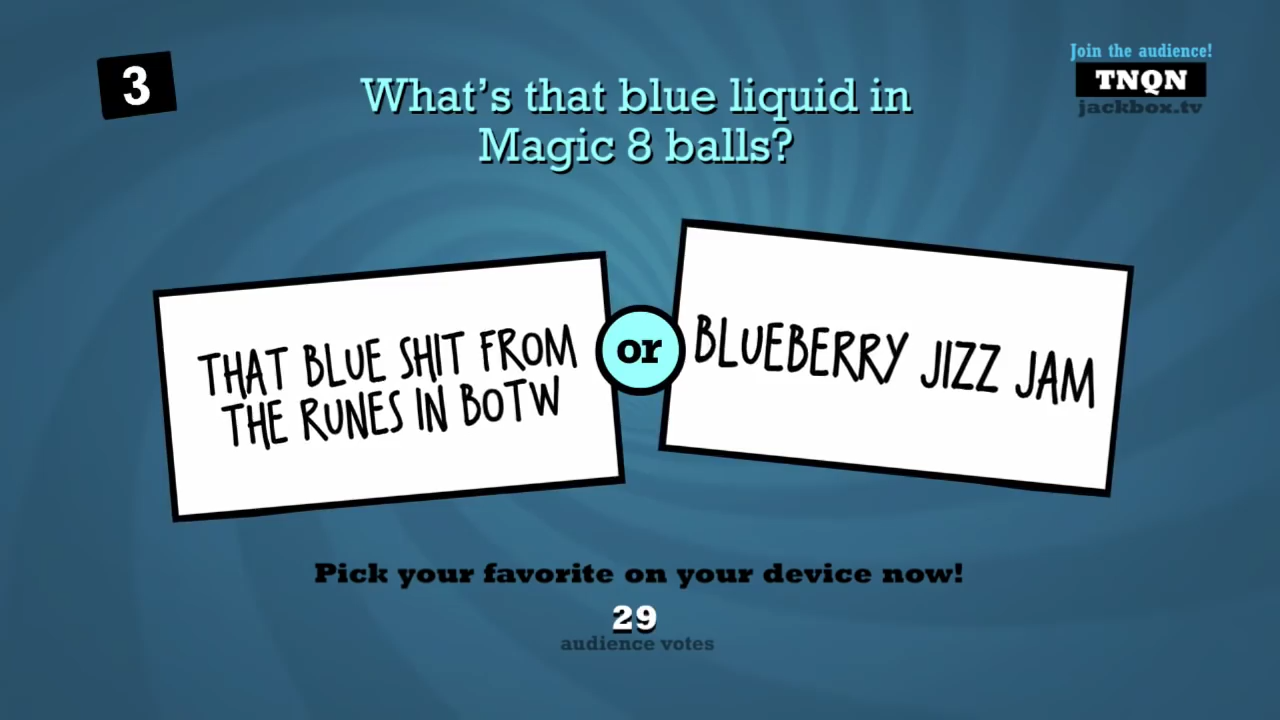 3
Join the audience!
TNQN
jackbox.tv
What's that blue liquid in
Magic 8 balls?
THAT BLUE SHIT FROM
THE RUNES IN BOTW
or
BLUEBERRY JIZZ JAM
Pick your favorite on your device now!
29
audience votes